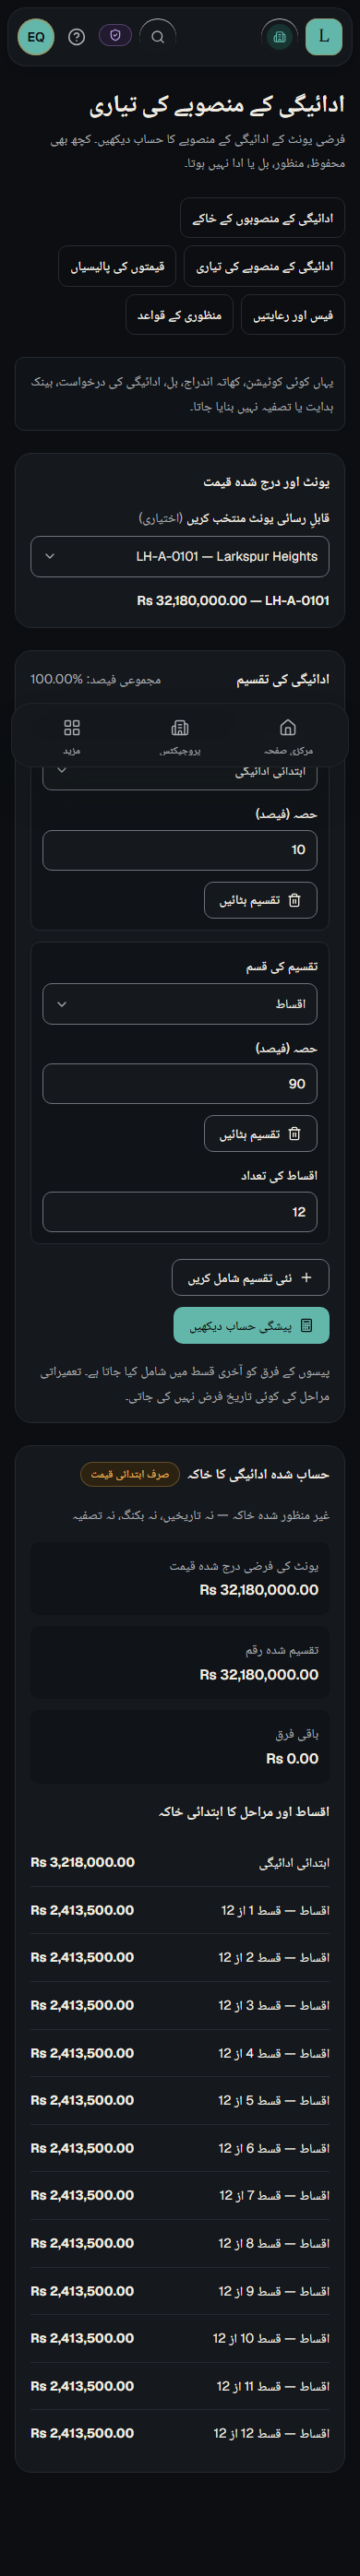 L
EQ
ادائیگی کے منصوبے کی تیاری
فرضی یونٹ کے ادائیگی کے منصوبے کا حساب دیکھیں۔ کچھ بھی
محفوظ، منظور، بل یا ادا نہیں ہوتا۔
ادائیگی کے منصوبوں کے خاکے
ادائیگی کے منصوبے کی تیاری
قیمتوں کی پالیسیاں
فیس اور رعایتیں
منظوری کے قواعد
یہاں کوئی کوٹیشن، کھاتہ اندراج، بل، ادائیگی کی درخواست، بینک
ہدایت یا تصفیہ نہیں بنایا جاتا۔
یونٹ اور درج شدہ قیمت
قابلِ رسائی یونٹ منتخب کریں (اختیاری)
LH-A-0101 — Larkspur Heights
Rs 32,180,000.00 — LH-A-0101
ادائیگی کی تقسیم
مجموعی فیصد: 100.00%
مرکزی صفحہ
پروجیکٹس
مزید
ابتدائی ادائیگی
حصہ (فیصد)
10
تقسیم ہٹائیں
تقسیم کی قسم
اقساط
حصہ (فیصد)
90
تقسیم ہٹائیں
اقساط کی تعداد
12
نئی تقسیم شامل کریں
پیشگی حساب دیکھیں
پیسوں کے فرق کو آخری قسط میں شامل کیا جاتا ہے۔ تعمیراتی
مراحل کی کوئی تاریخ فرض نہیں کی جاتی۔
حساب شدہ ادائیگی کا خاکہ
صرف ابتدائی قیمت
غیر منظور شدہ خاکہ — نہ تاریخیں، نہ بکنگ، نہ تصفیہ
یونٹ کی فرضی درج شدہ قیمت
Rs 32,180,000.00
تقسیم شدہ رقم
Rs 32,180,000.00
باقی فرق
Rs 0.00
اقساط اور مراحل کا ابتدائی خاکہ
ابتدائی ادائیگی Rs 3,218,000.00
اقساط — قسط 1 از 12 Rs 2,413,500.00
اقساط — قسط 2 از 12 Rs 2,413,500.00
اقساط — قسط 3 از 12 Rs 2,413,500.00
اقساط — قسط 4 از 12 Rs 2,413,500.00
اقساط — قسط 5 از 12 Rs 2,413,500.00
اقساط — قسط 6 از 12 Rs 2,413,500.00
اقساط — قسط 7 از 12 Rs 2,413,500.00
اقساط — قسط 8 از 12 Rs 2,413,500.00
اقساط — قسط 9 از 12 Rs 2,413,500.00
اقساط — قسط 10 از 12 Rs 2,413,500.00
اقساط — قسط 11 از 12 Rs 2,413,500.00
اقساط — قسط 12 از 12 Rs 2,413,500.00